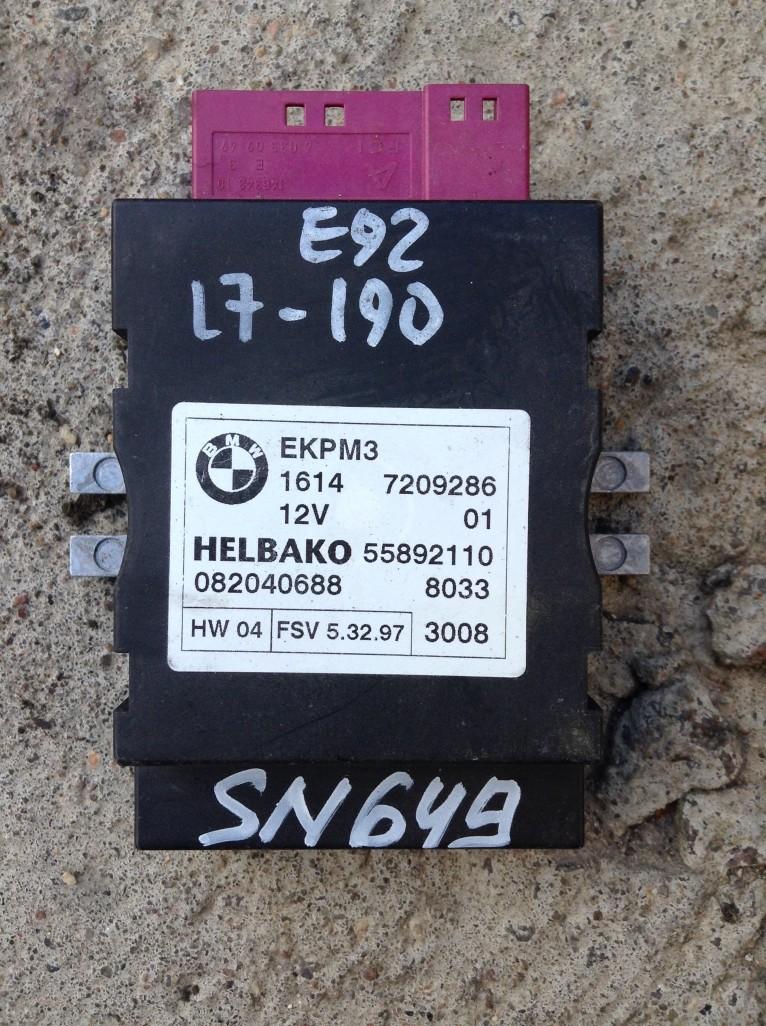 E92
L7-190
BMW
EKPM3
1614 7209286
12V 01
HELBAKO 55892110
082040688 8033
HW 04 FSV 5.32.97 3008
SN649